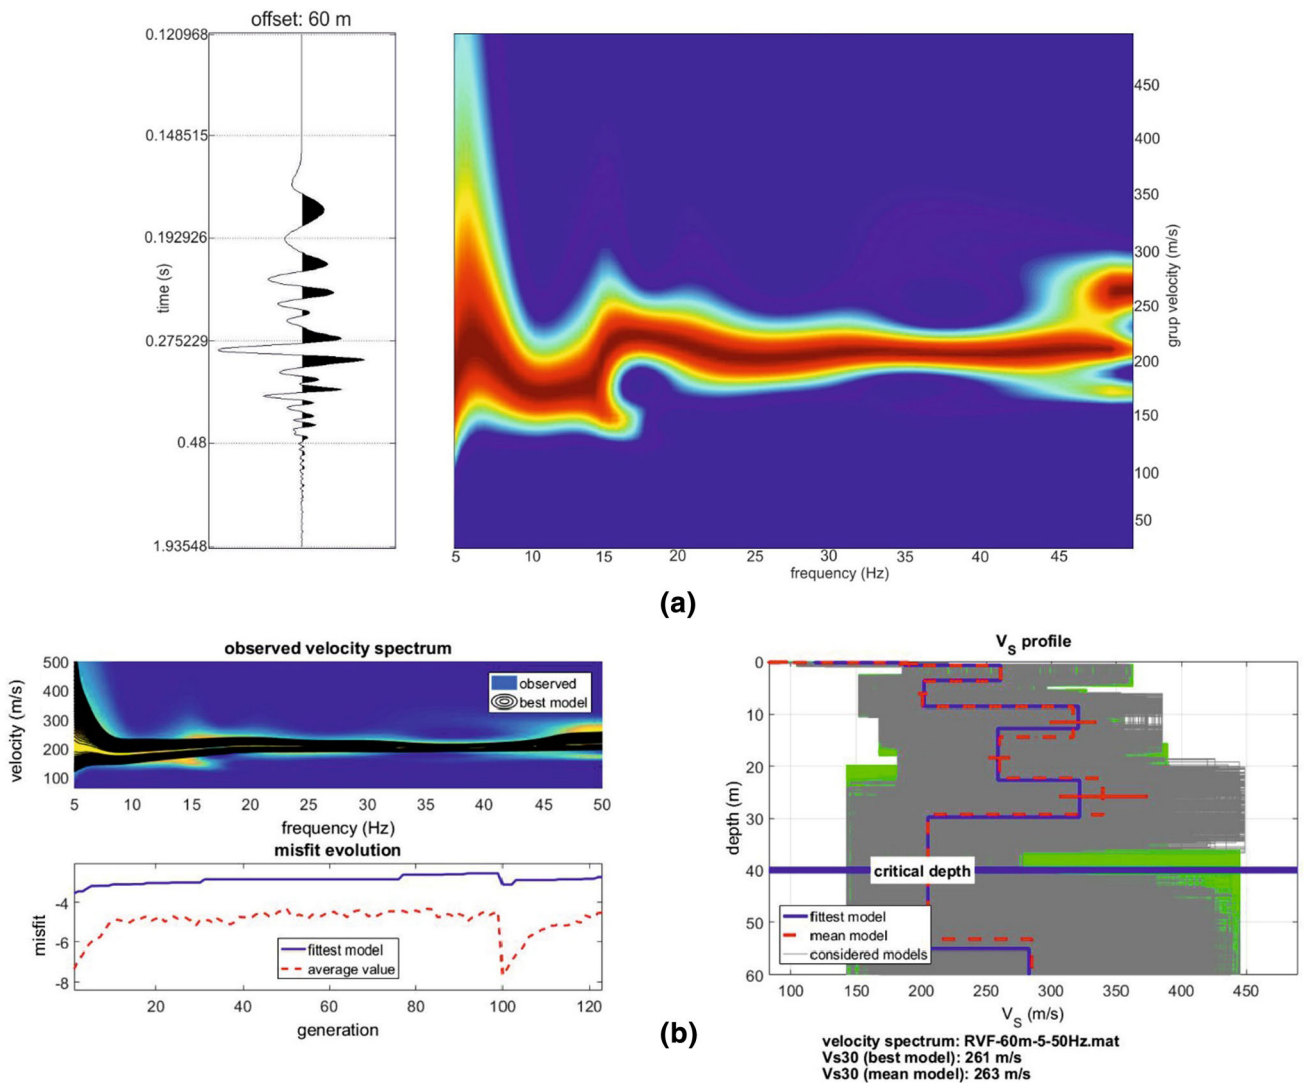 offset: 60 m
0.120968
0.148515
0.192926
0.275229
0.48
1.93548
time (s)
450
400
350
300
250
200
150
100
50
grup velocity (m/s)
5 10 15 20 25 30 35 40 45
frequency (Hz)
(a)
observed velocity spectrum
500
400
300
200
100
velocity (m/s)
observed
best model
5 10 15 20 25 30 35 40 45 50
frequency (Hz)
misfit evolution
-4
-6
-8
misfit
fittest model
average value
20 40 60 80 100 120
generation
V_S profile
0
10
20
30
40
50
60
depth (m)
critical depth
fittest model
mean model
considered models
100 150 200 250 300 350 400 450
V_S (m/s)
(b)
velocity spectrum: RVF-60m-5-50Hz.mat
Vs30 (best model): 261 m/s
Vs30 (mean model): 263 m/s